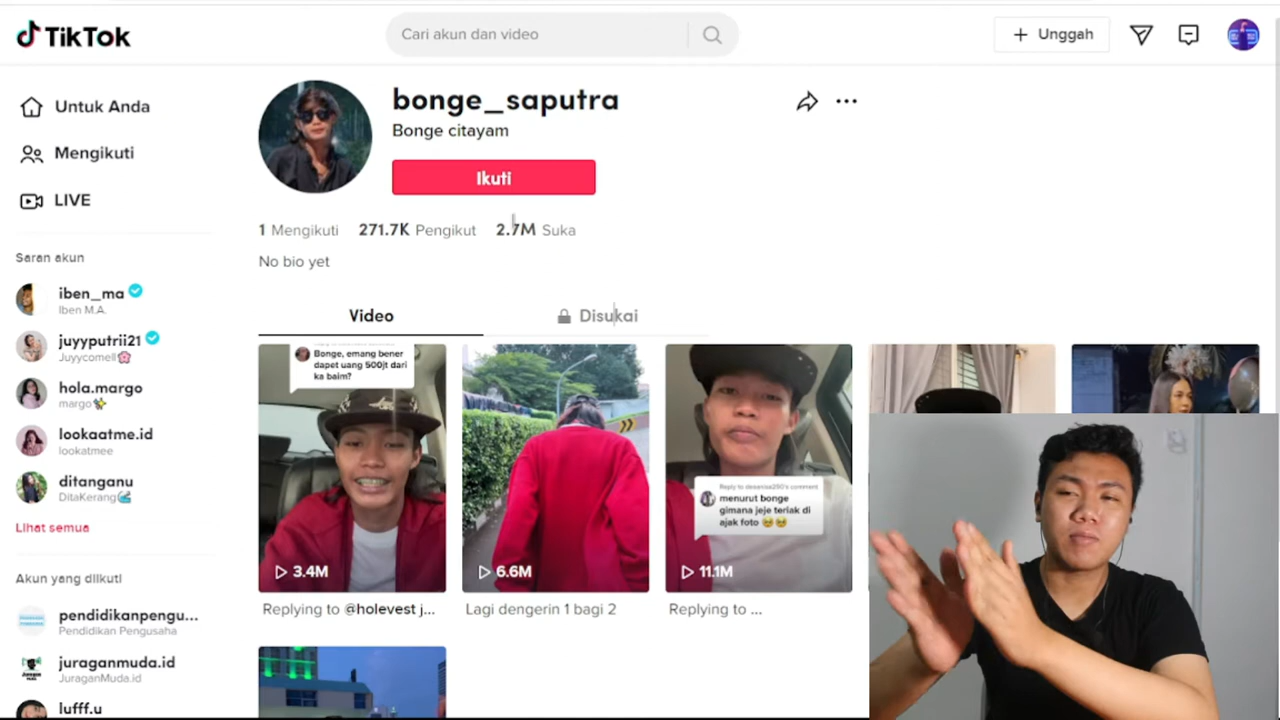 TikTok
Cari akun dan video
Unggah
Untuk Anda
Mengikuti
LIVE
Saran akun
iben_ma
Iben M.A.
juyyputrii21
Juyycomell🌸
hola.margo
margo
lookaatme.id
lookatmee
ditanganu
DitaKerang🌊
Lihat semua
Akun yang diikuti
pendidikanpengu...
Pendidikan Pengusaha
juraganmuda.id
JuraganMuda.id
lufff.u
bonge_saputra
Bonge citayam
Ikuti
1 Mengikuti 271.7K Pengikut 2.7M Suka
No bio yet
Video
Disukai
Bonge, emang bener
dapet uang 500jt dari
ka baim?
3.4M
Replying to @holevest j...
6.6M
Lagi dengerin 1 bagi 2
menurut bonge
gimana jeje teriak di
ajak foto 🥹🥹
11.1M
Replying to ...